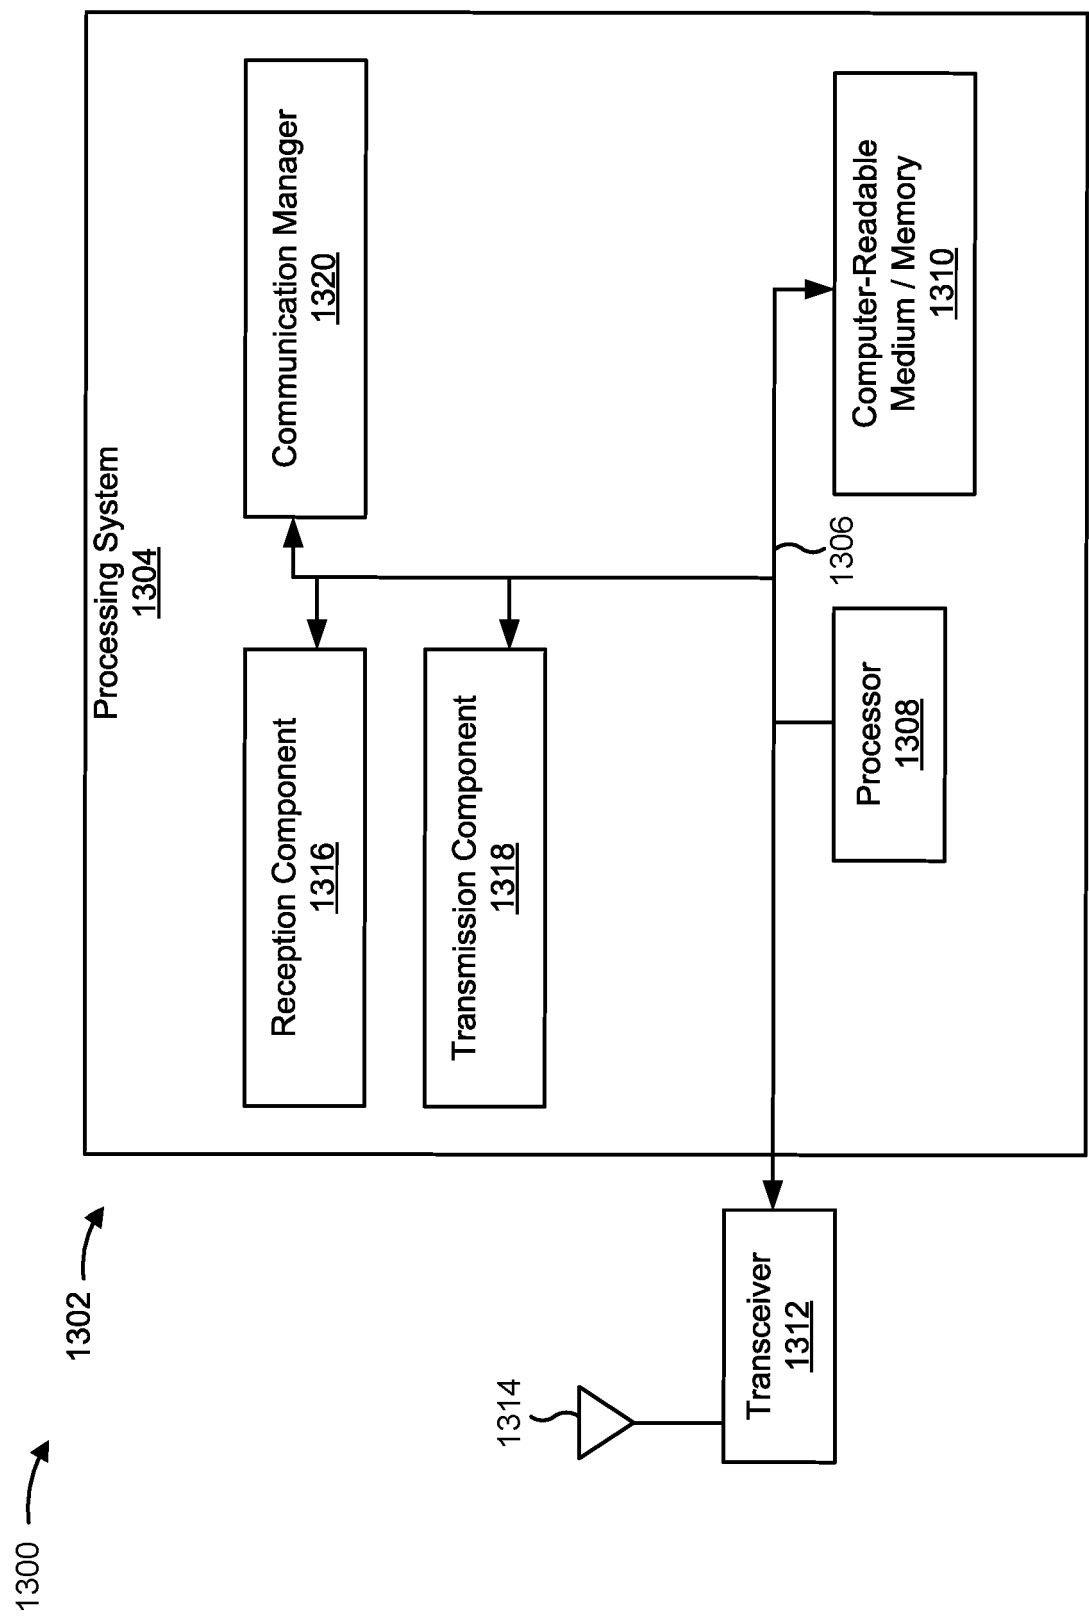 1300
1302
Processing System
1304
Reception Component
1316
Communication Manager
1320
Transmission Component
1318
1314
Transceiver
1312
1306
Processor
1308
Computer-Readable
Medium / Memory
1310